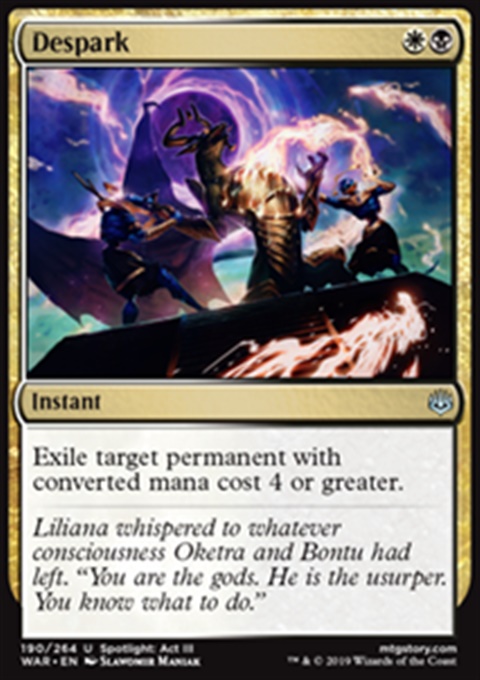 Despark
Instant
Exile target permanent with
converted mana cost 4 or greater.
Liliana whispered to whatever
consciousness Oketra and Bontu had
left. “You are the gods. He is the usurper.
You know what to do.”
190/264 U Spotlight: Act III
WAR • EN Slawomir Maniak
mtgstory.com
™ & © 2019 Wizards of the Coast